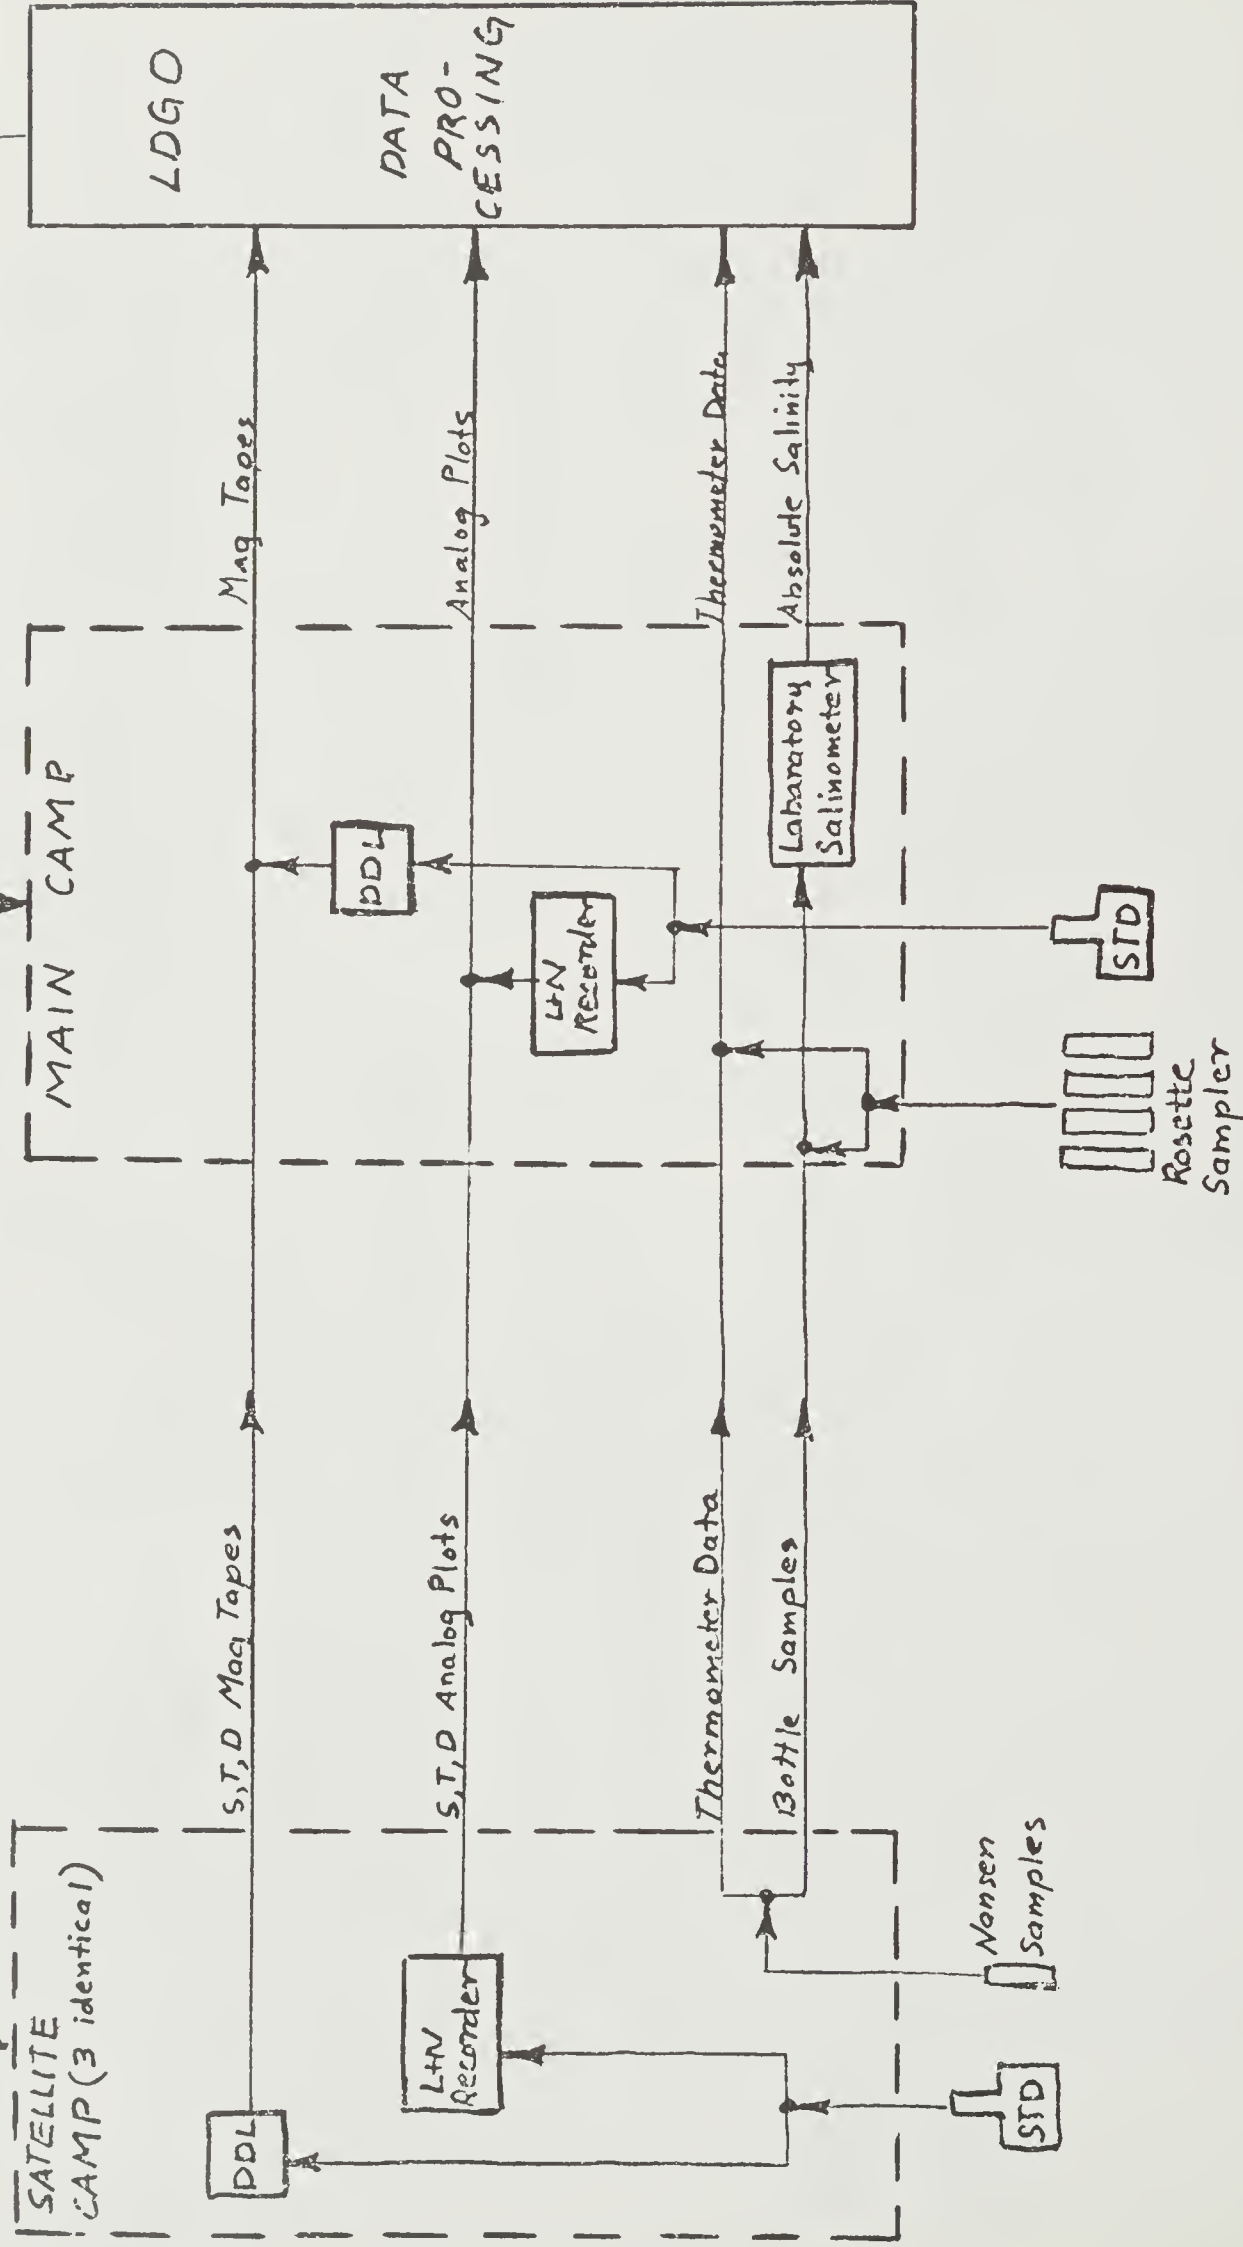 SATELLITE
CAMP (3 identical)
DDL
L+N
Recorder
STD
Nansen
Samples
S,T,D Mag Tapes
S,T,D Analog Plots
Thermometer Data
Bottle Samples
MAIN CAMP
DDL
L+N
Recorder
Labaratory
Salinometer
Rosette
Sampler
STD
Mag Tapes
Analog Plots
Thermometer Data
Absolute Salinity
LDGO
DATA
PRO-
CESSING